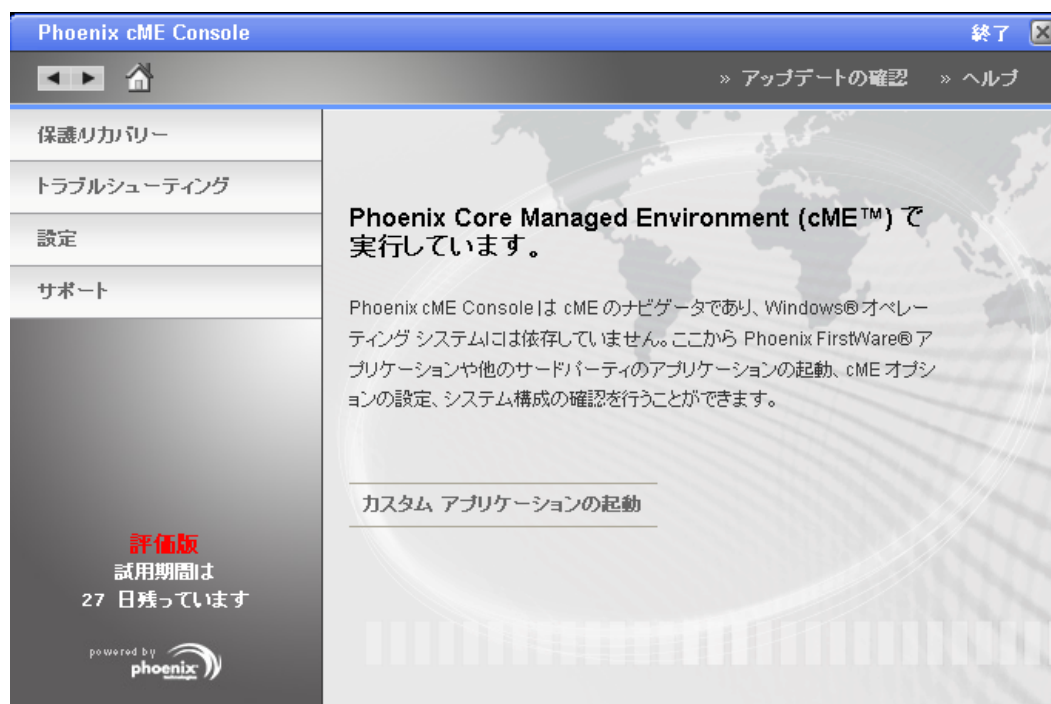 Phoenix cME Console
終了
» アップデートの確認
» ヘルプ
保護/リカバリー
トラブルシューティング
設定
サポート
評価版
試用期間は
27 日残っています
powered by
phoenix
technologies
Phoenix Core Managed Environment (cME™) で
実行しています。
Phoenix cME Console は cME のナビゲータであり、Windows® オペレー
ティング システムには依存していません。ここから Phoenix FirstWare® ア
プリケーションや他のサードパーティのアプリケーションの起動、cME オプシ
ョンの設定、システム構成の確認を行うことができます。
カスタム アプリケーションの起動